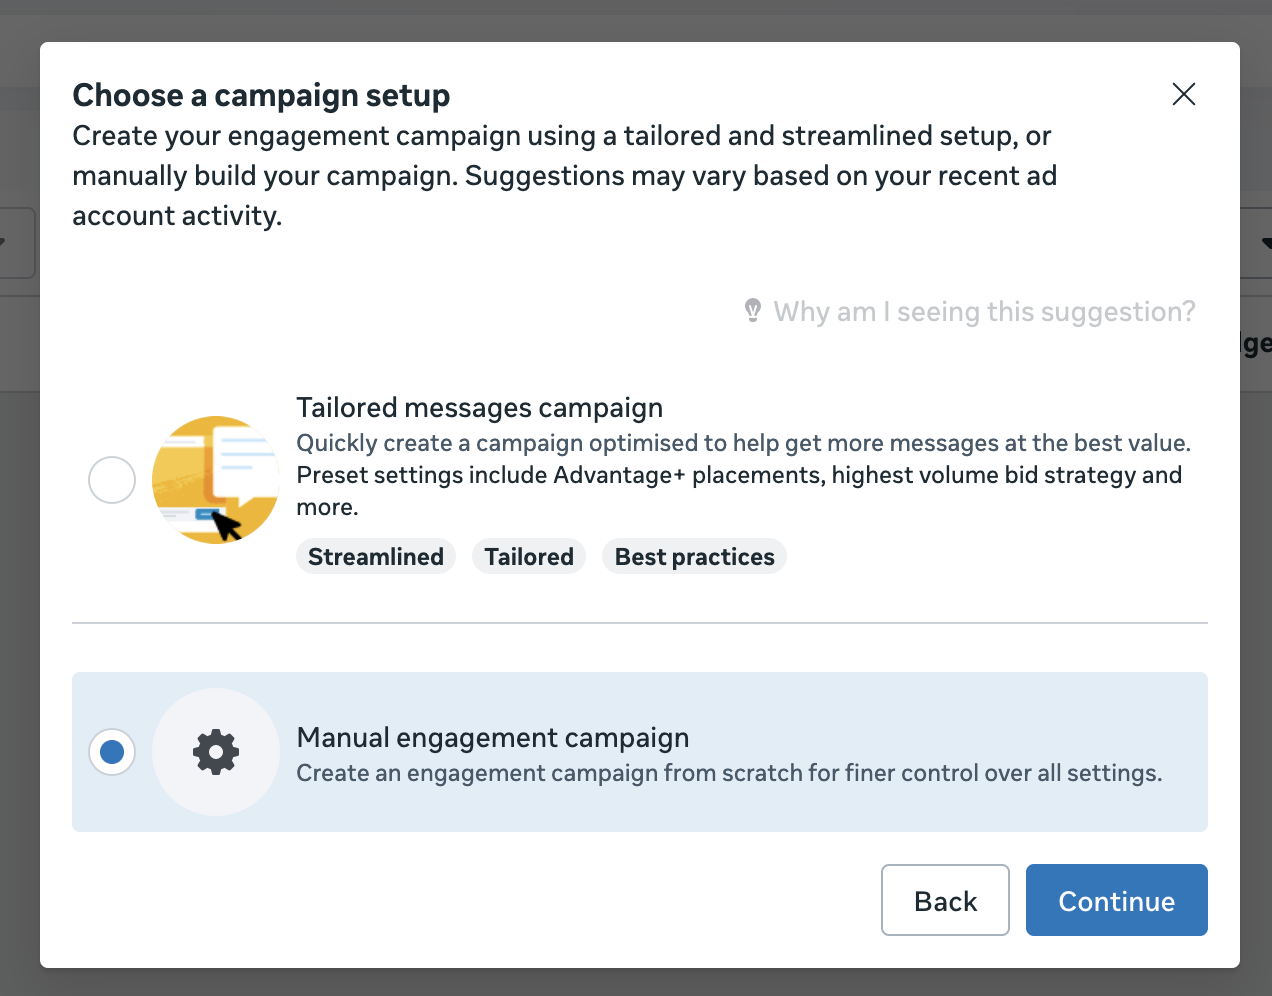 Choose a campaign setup
Create your engagement campaign using a tailored and streamlined setup, or
manually build your campaign. Suggestions may vary based on your recent ad
account activity.
Why am I seeing this suggestion?
Tailored messages campaign
Quickly create a campaign optimised to help get more messages at the best value.
Preset settings include Advantage+ placements, highest volume bid strategy and
more.
Streamlined Tailored Best practices
Manual engagement campaign
Create an engagement campaign from scratch for finer control over all settings.
Back Continue